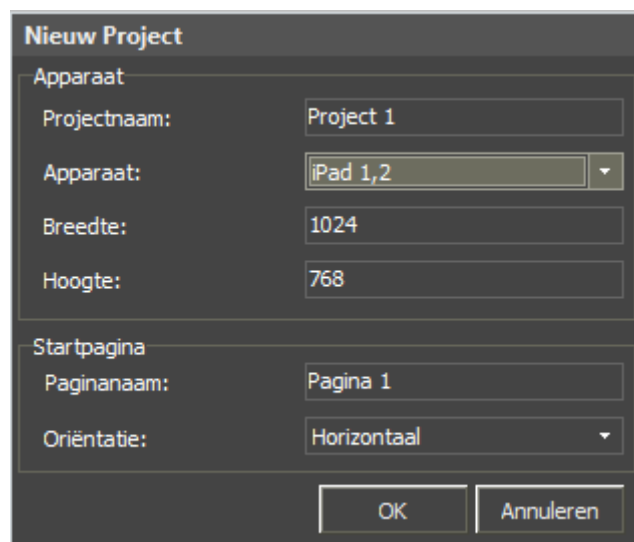 Nieuw Project
Apparaat
Projectnaam: Project 1
Apparaat: iPad 1,2
Breedte: 1024
Hoogte: 768
Startpagina
Paginanaam: Pagina 1
Oriëntatie: Horizontaal
OK Annuleren